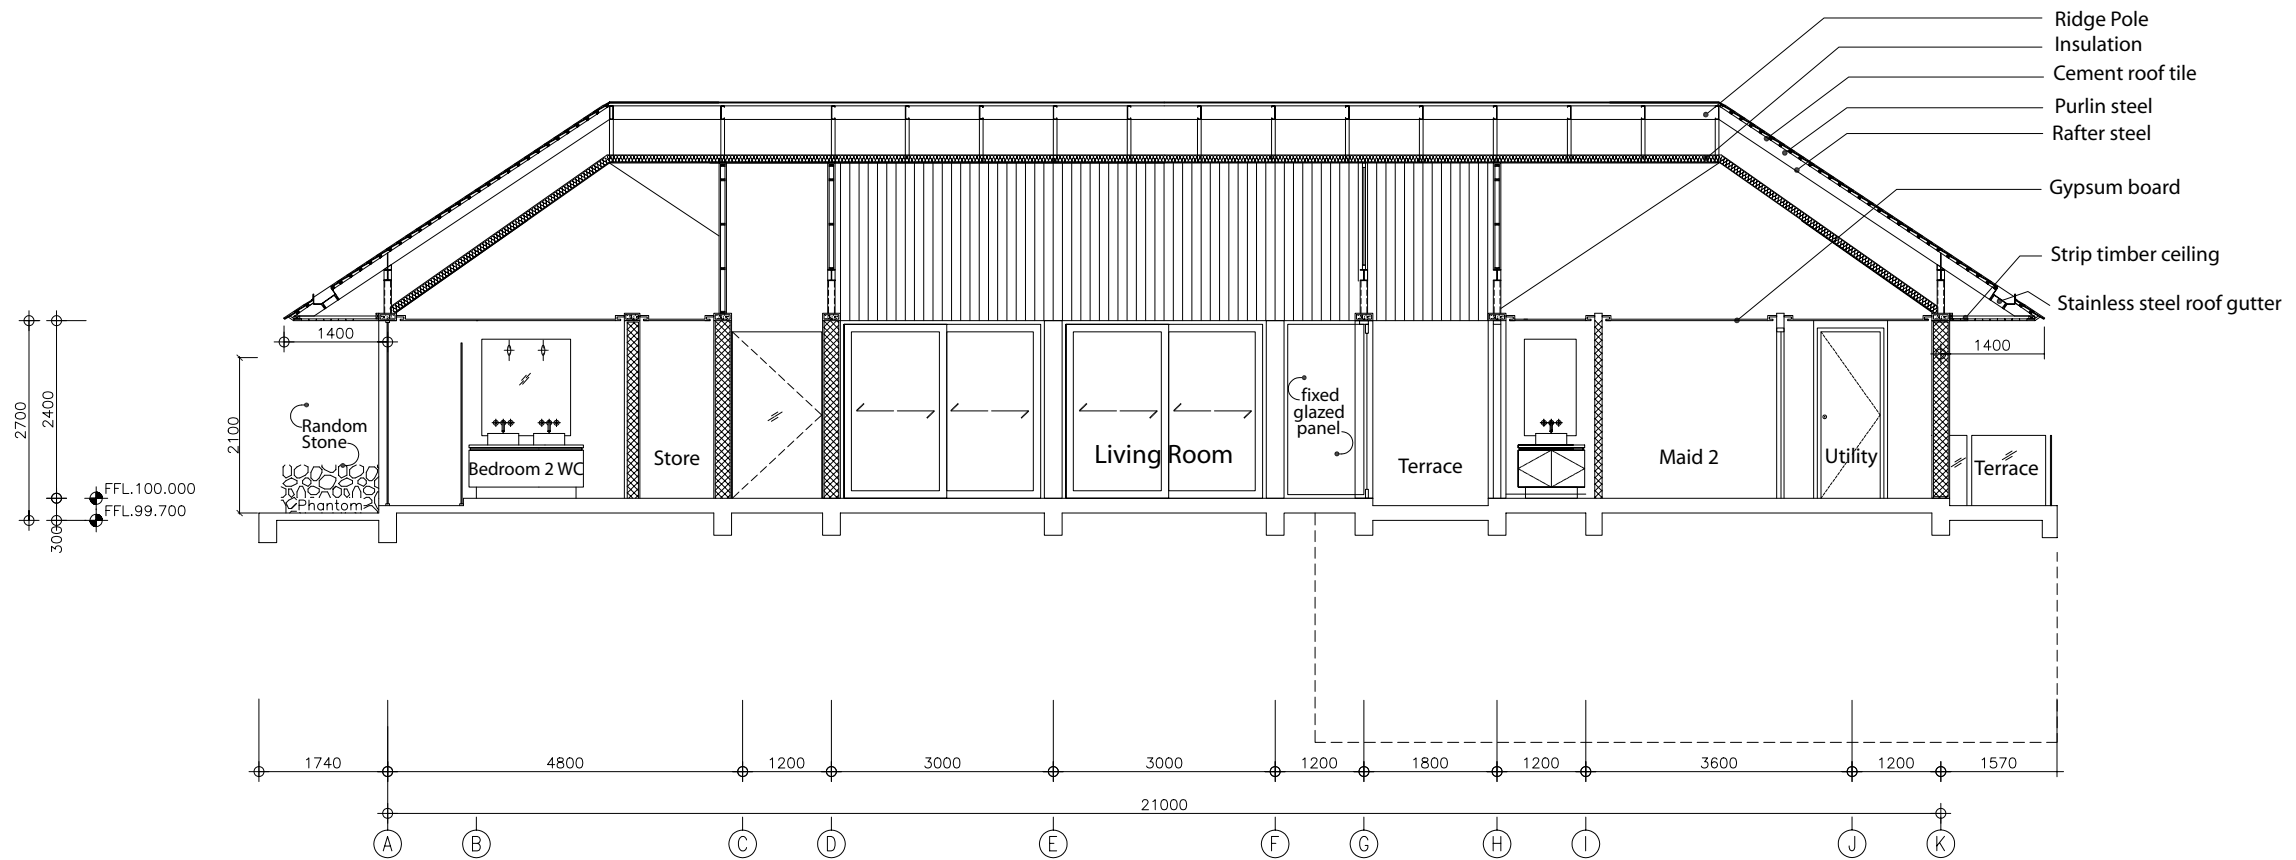 Ridge Pole
Insulation
Cement roof tile
Purlin steel
Rafter steel
Gypsum board
Strip timber ceiling
Stainless steel roof gutter
1400
1400
2700
2400
2100
300
FFL.100.000
FFL.99.700
Random
Stone
Phantom
Bedroom 2 WC
Store
Living Room
fixed
glazed
panel
Terrace
Maid 2
Utility
Terrace
1740
4800
1200
3000
3000
1200
1800
1200
3600
1200
1570
21000
A
B
C
D
E
F
G
H
I
J
K